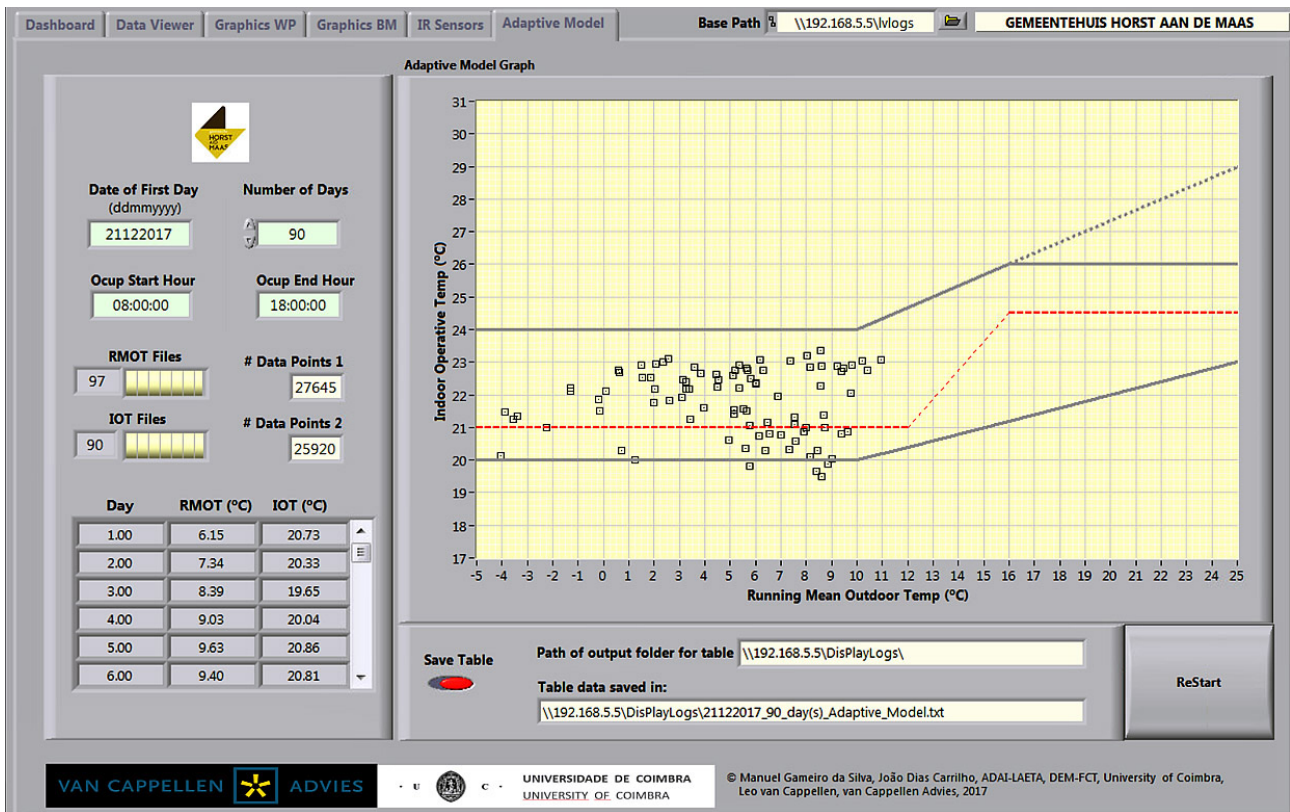 Dashboard
Data Viewer
Graphics WP
Graphics BM
IR Sensors
Adaptive Model
Base Path
\\192.168.5.5\lvlogs
GEMEENTEHUIS HORST AAN DE MAAS
HORST
MAAS
Date of First Day
(ddmmyyyy)
21122017
Number of Days
90
Ocup Start Hour
08:00:00
Ocup End Hour
18:00:00
RMOT Files
97
# Data Points 1
27645
IOT Files
90
# Data Points 2
25920
Day RMOT (ºC) IOT (ºC)
1.00 6.15 20.73
2.00 7.34 20.33
3.00 8.39 19.65
4.00 9.03 20.04
5.00 9.63 20.86
6.00 9.40 20.81
Adaptive Model Graph
Indoor Operative Temp (ºC)
31
30
29
28
27
26
25
24
23
22
21
20
19
18
17
-5 -4 -3 -2 -1 0 1 2 3 4 5 6 7 8 9 10 11 12 13 14 15 16 17 18 19 20 21 22 23 24 25
Running Mean Outdoor Temp (ºC)
Save Table
Path of output folder for table
\\192.168.5.5\DisPlayLogs\
Table data saved in:
\\192.168.5.5\DisPlayLogs\21122017_90_day(s)_Adaptive_Model.txt
ReStart
VAN CAPPELLEN ADVIES
· U C ·
UNIVERSIDADE DE COIMBRA
UNIVERSITY OF COIMBRA
© Manuel Gameiro da Silva, João Dias Carrilho, ADAI-LAETA, DEM-FCT, University of Coimbra,
Leo van Cappellen, van Cappellen Advies, 2017